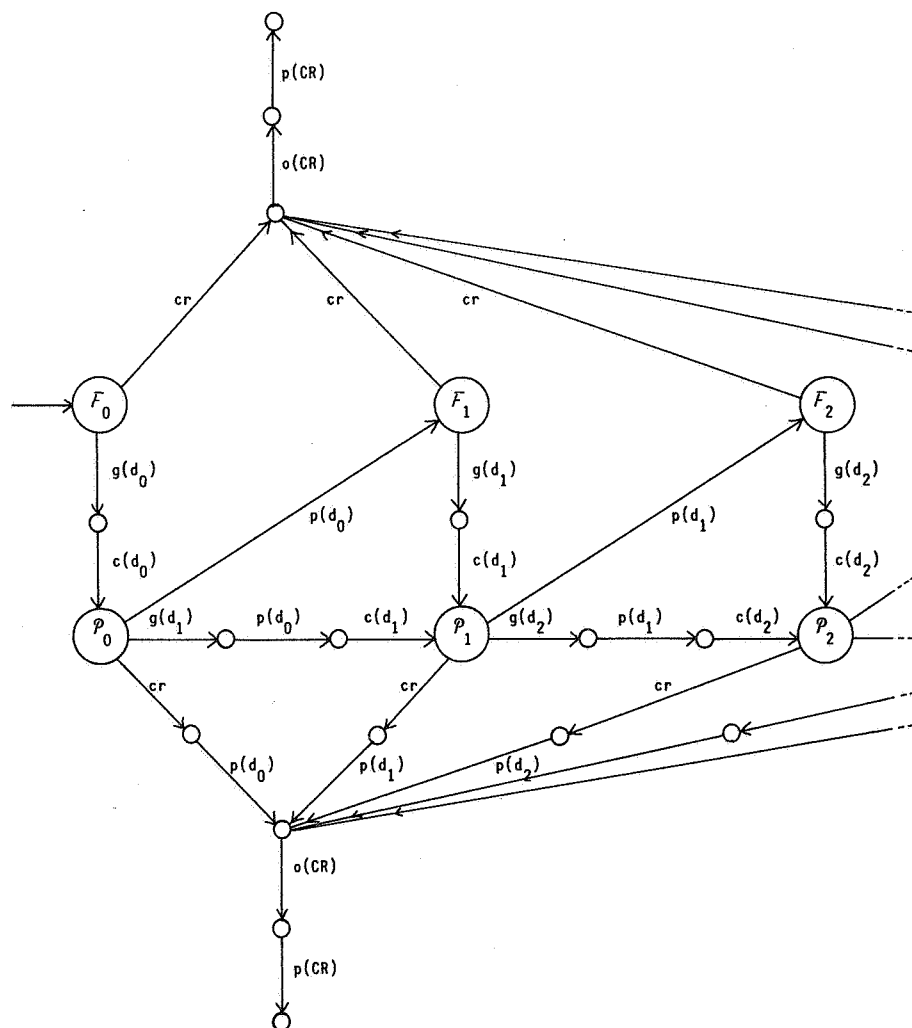 p(CR)
o(CR)
cr
cr
cr
F0
F1
F2
g(d0)
g(d1)
g(d2)
p(d0)
p(d1)
c(d0)
c(d1)
c(d2)
P0
g(d1)
p(d0)
c(d1)
P1
g(d2)
p(d1)
c(d2)
P2
cr
cr
cr
p(d0)
p(d1)
p(d2)
o(CR)
p(CR)